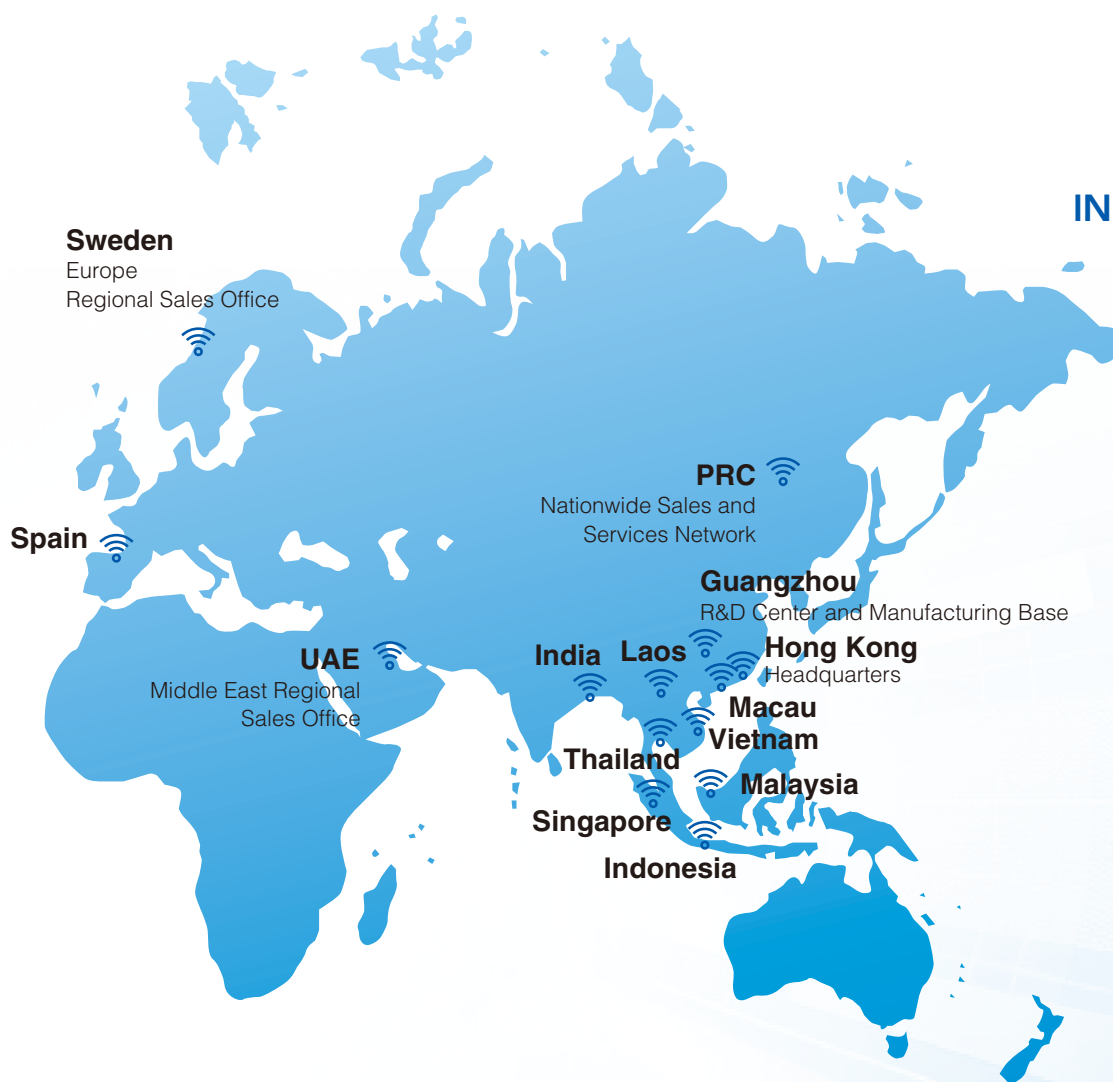 IN
Sweden
Europe
Regional Sales Office
PRC
Nationwide Sales and
Services Network
Spain
Guangzhou
R&D Center and Manufacturing Base
UAE
Middle East Regional
Sales Office
India
Laos
Hong Kong
Headquarters
Macau
Vietnam
Thailand
Malaysia
Singapore
Indonesia